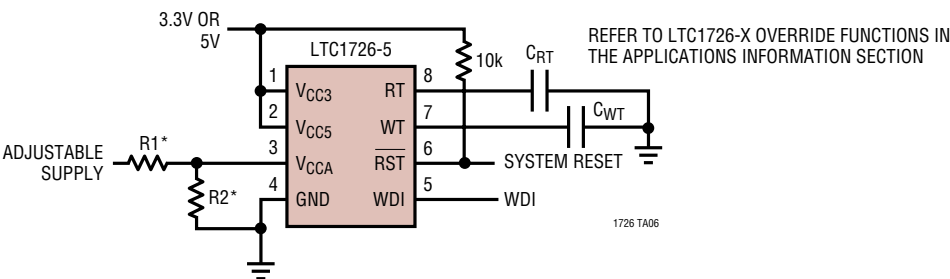 3.3V OR
5V
LTC1726-5
10k
CRT
REFER TO LTC1726-X OVERRIDE FUNCTIONS IN
THE APPLICATIONS INFORMATION SECTION
1
VCC3
RT
8
2
VCC5
WT
7
CWT
ADJUSTABLE
SUPPLY
R1*
3
VCCA
RST
6
SYSTEM RESET
R2*
4
GND
WDI
5
WDI
1726 TA06